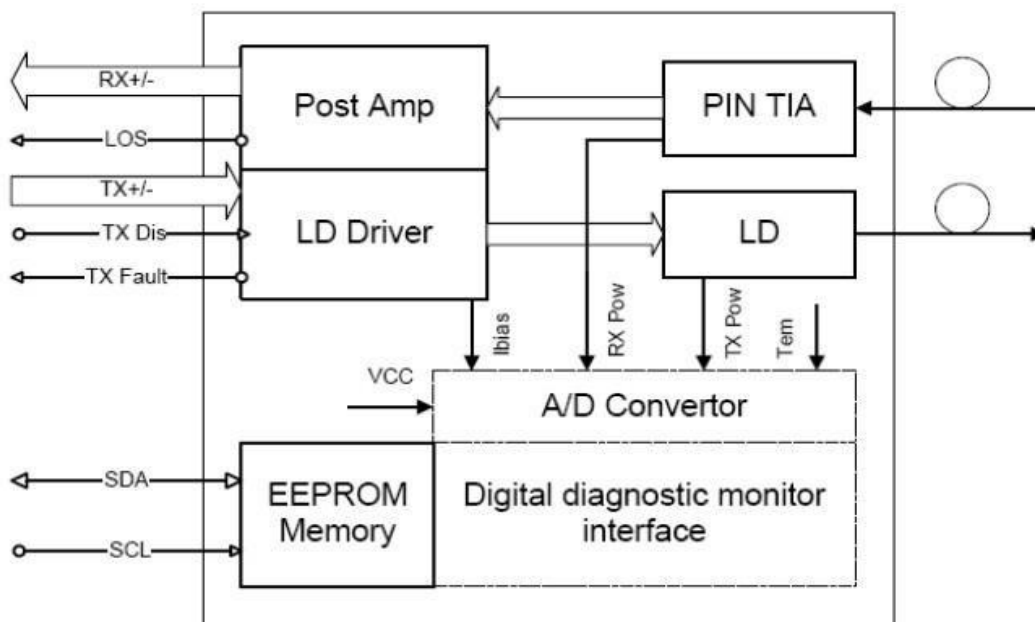 RX+/-
Post Amp
PIN TIA
LOS
TX+/-
TX Dis
LD Driver
LD
TX Fault
Ibias
RX Pow
TX Pow
Tem
VCC
A/D Convertor
SDA
EEPROM
Memory
Digital diagnostic monitor
interface
SCL